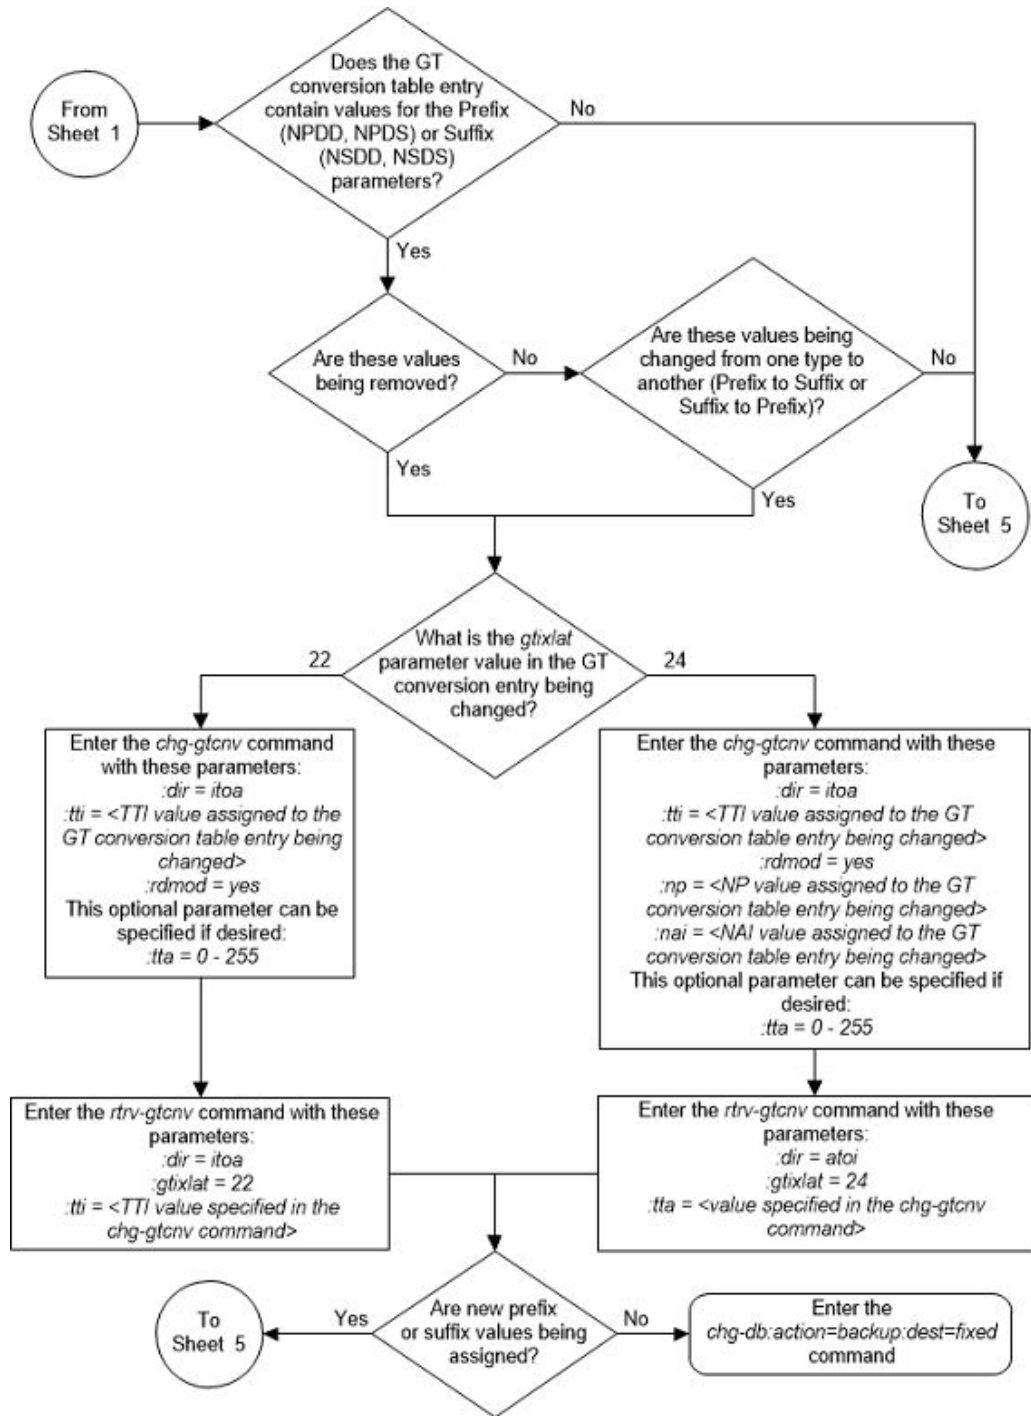 Does the GT
conversion table entry
contain values for the Prefix
(NPDD, NPDS) or Suffix
(NSDD, NSDS)
parameters?
From
Sheet 1
No
Yes
Are these values
being removed?
No
Are these values being
changed from one type to
another (Prefix to Suffix or
Suffix to Prefix)?
No
Yes
Yes
To
Sheet 5
What is the gtixlat
parameter value in the GT
conversion entry being
changed?
22
24
Enter the chg-gtcnv command
with these parameters:
:dir = itoa
:tti = <TTI value assigned to the
GT conversion table entry being
changed>
:rdmod = yes
This optional parameter can be
specified if desired:
:tta = 0 - 255
Enter the chg-gtcnv command with these
parameters:
:dir = itoa
:tti = <TTI value assigned to the GT
conversion table entry being changed>
:rdmod = yes
:np = <NP value assigned to the GT
conversion table entry being changed>
:nai = <NAI value assigned to the GT
conversion table entry being changed>
This optional parameter can be specified if
desired:
:tta = 0 - 255
Enter the rtrv-gtcnv command with these
parameters:
:dir = itoa
:gtixlat = 22
:tti = <TTI value specified in the
chg-gtcnv command>
Enter the rtrv-gtcnv command with these
parameters:
:dir = atoi
:gtixlat = 24
:tta = <value specified in the chg-gtcnv
command>
Are new prefix
or suffix values being
assigned?
Yes
To
Sheet 5
No
Enter the
chg-db:action=backup:dest=fixed
command